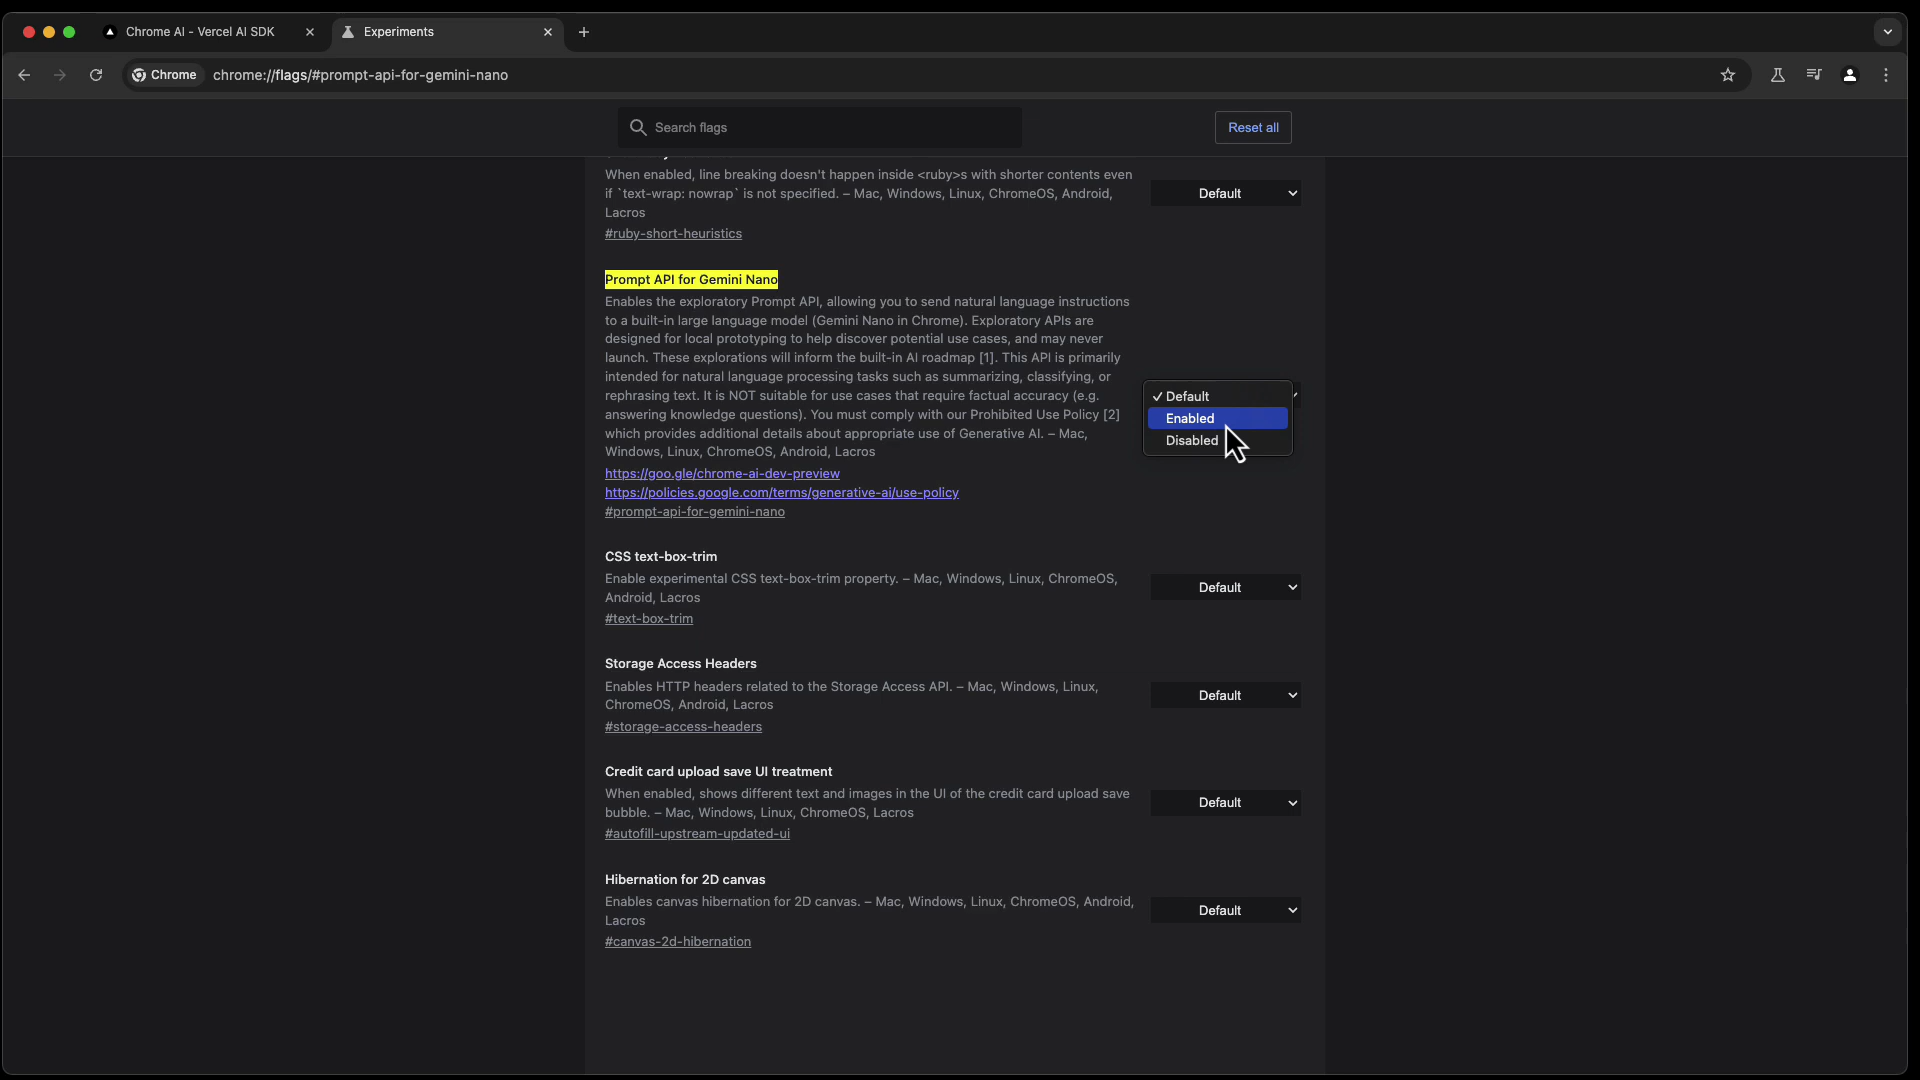 Chrome AI - Vercel AI SDK
Experiments
Chrome
chrome://flags/#prompt-api-for-gemini-nano
Search flags
Reset all
When enabled, line breaking doesn't happen inside <ruby>s with shorter contents even
if `text-wrap: nowrap` is not specified. – Mac, Windows, Linux, ChromeOS, Android,
Lacros
#ruby-short-heuristics
Default
Prompt API for Gemini Nano
Enables the exploratory Prompt API, allowing you to send natural language instructions
to a built-in large language model (Gemini Nano in Chrome). Exploratory APIs are
designed for local prototyping to help discover potential use cases, and may never
launch. These explorations will inform the built-in AI roadmap [1]. This API is primarily
intended for natural language processing tasks such as summarizing, classifying, or
rephrasing text. It is NOT suitable for use cases that require factual accuracy (e.g.
answering knowledge questions). You must comply with our Prohibited Use Policy [2]
which provides additional details about appropriate use of Generative AI. – Mac,
Windows, Linux, ChromeOS, Android, Lacros
https://goo.gle/chrome-ai-dev-preview
https://policies.google.com/terms/generative-ai/use-policy
#prompt-api-for-gemini-nano
✓ Default
Enabled
Disabled
CSS text-box-trim
Enable experimental CSS text-box-trim property. – Mac, Windows, Linux, ChromeOS,
Android, Lacros
#text-box-trim
Default
Storage Access Headers
Enables HTTP headers related to the Storage Access API. – Mac, Windows, Linux,
ChromeOS, Android, Lacros
#storage-access-headers
Default
Credit card upload save UI treatment
When enabled, shows different text and images in the UI of the credit card upload save
bubble. – Mac, Windows, Linux, ChromeOS, Lacros
#autofill-upstream-updated-ui
Default
Hibernation for 2D canvas
Enables canvas hibernation for 2D canvas. – Mac, Windows, Linux, ChromeOS, Android,
Lacros
#canvas-2d-hibernation
Default